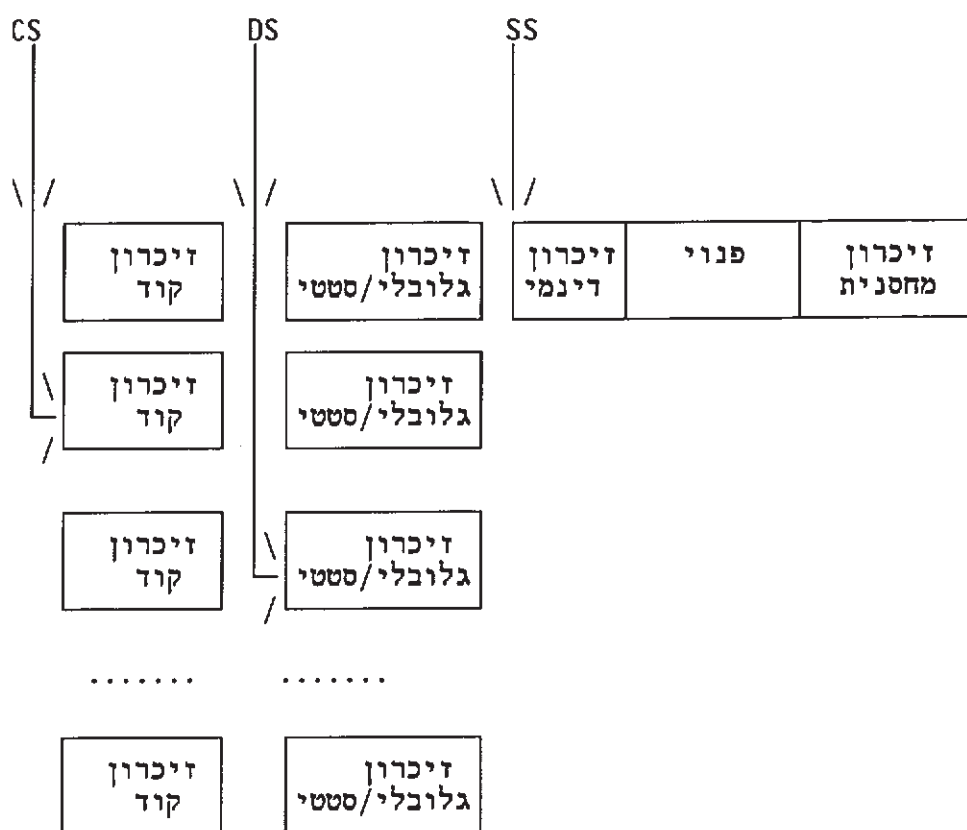 CS DS SS
זיכרון קוד
זיכרון גלובלי/סטטי
זיכרון דינמי
פנוי
זיכרון מחסנית
זיכרון קוד
זיכרון גלובלי/סטטי
זיכרון קוד
זיכרון גלובלי/סטטי
....... .......
זיכרון קוד
זיכרון גלובלי/סטטי